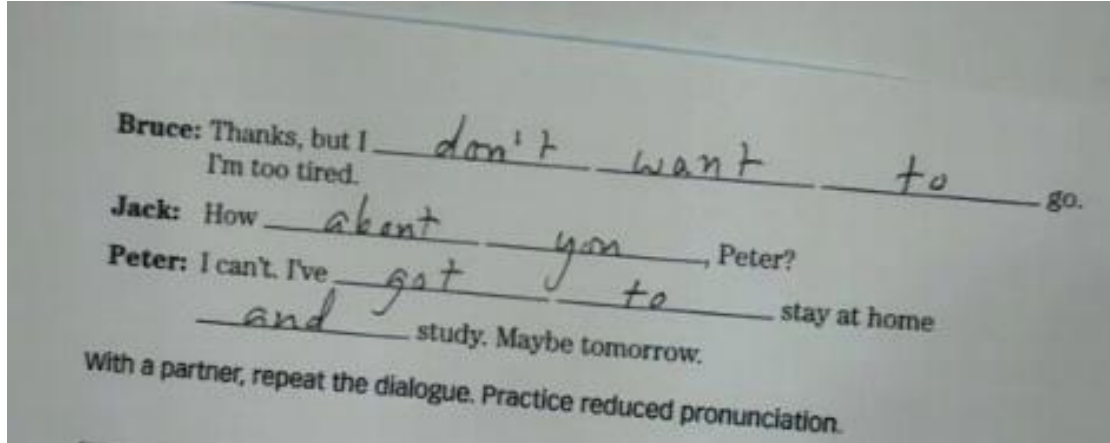 Bruce: Thanks, but I don't want to go.
I'm too tired.
Jack: How about you, Peter?
Peter: I can't. I've got to stay at home
and study. Maybe tomorrow.
With a partner, repeat the dialogue. Practice reduced pronunciation.